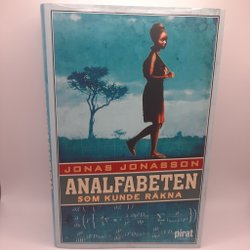 JONAS JONASSON
ANALFABETEN
SOM KUNDE RÄKNA
pirat